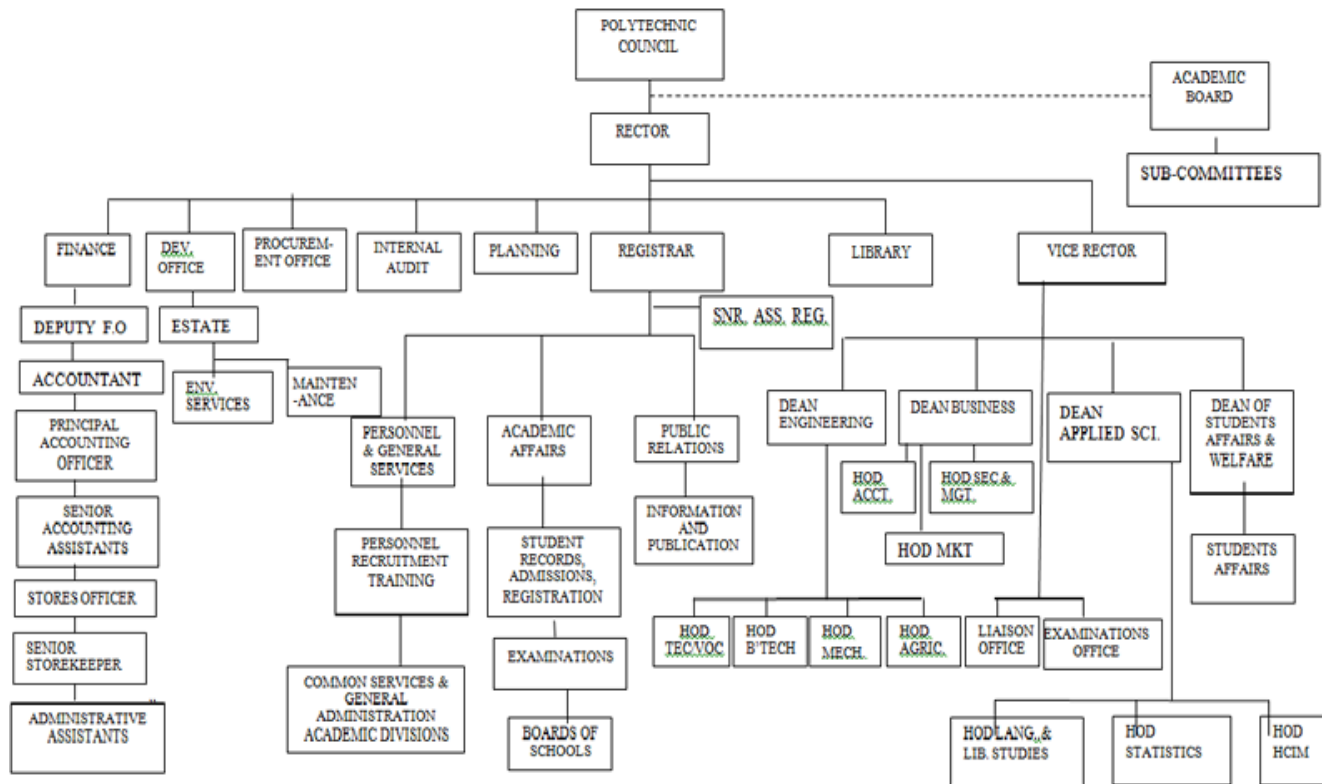 POLYTECHNIC
COUNCIL
ACADEMIC
BOARD
RECTOR
SUB-COMMITTEES
FINANCE
DEV.
OFFICE
PROCUREM-
ENT OFFICE
INTERNAL
AUDIT
PLANNING
REGISTRAR
LIBRARY
VICE RECTOR
SNR. ASS. REG.
DEPUTY F.O
ESTATE
ACCOUNTANT
ENV.
SERVICES
MAINTEN
-ANCE
PRINCIPAL
ACCOUNTING
OFFICER
PERSONNEL
& GENERAL
SERVICES
ACADEMIC
AFFAIRS
PUBLIC
RELATIONS
DEAN
ENGINEERING
DEAN BUSINESS
DEAN
APPLIED SCI.
DEAN OF
STUDENTS
AFFAIRS &
WELFARE
HOD
ACCT.
HOD SEC &
MGT.
HOD MKT
SENIOR
ACCOUNTING
ASSISTANTS
PERSONNEL
RECRUITMENT
TRAINING
STUDENT
RECORDS,
ADMISSIONS,
REGISTRATION
INFORMATION
AND
PUBLICATION
STUDENTS
AFFAIRS
STORES OFFICER
SENIOR
STOREKEEPER
EXAMINATIONS
HOD
TEC/VOC
HOD
B'TECH
HOD
MECH.
HOD
AGRIC.
LIAISON
OFFICE
EXAMINATIONS
OFFICE
ADMINISTRATIVE
ASSISTANTS
COMMON SERVICES &
GENERAL
ADMINISTRATION
ACADEMIC DIVISIONS
BOARDS OF
SCHOOLS
HOD LANG. &
LIB. STUDIES
HOD
STATISTICS
HOD
HCIM